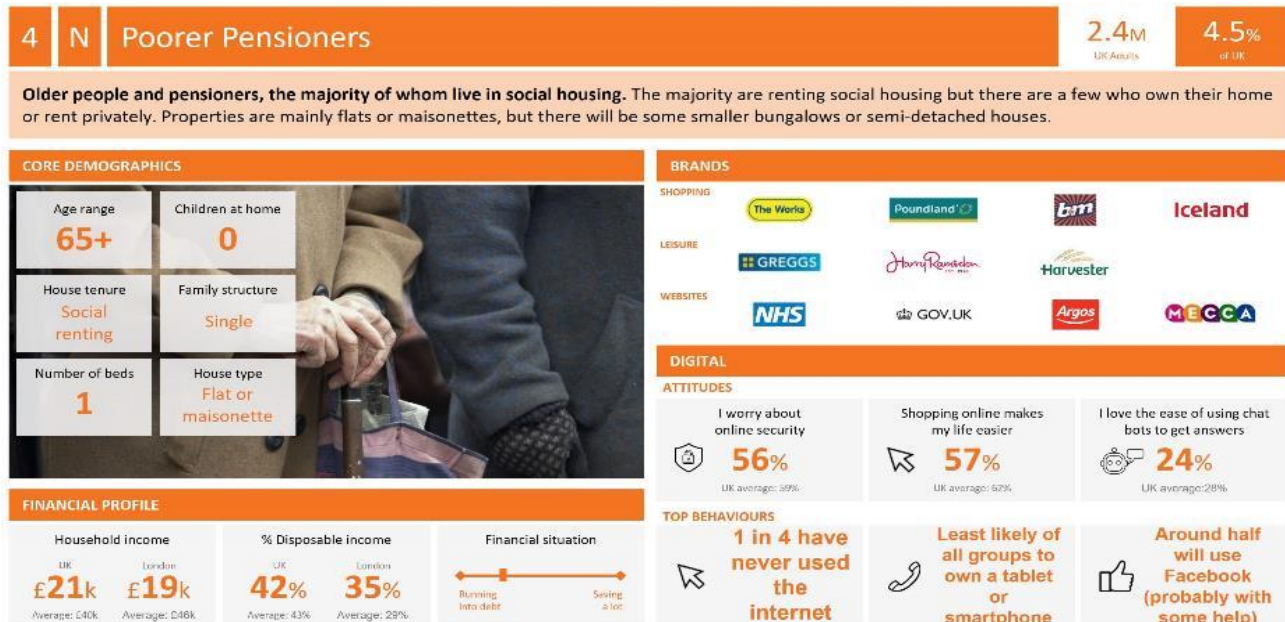 4 N Poorer Pensioners
2.4M
UK Adults
4.5%
of UK
Older people and pensioners, the majority of whom live in social housing. The majority are renting social housing but there are a few who own their home
or rent privately. Properties are mainly flats or maisonettes, but there will be some smaller bungalows or semi-detached houses.
CORE DEMOGRAPHICS
Age range
65+
Children at home
0
House tenure
Social
renting
Family structure
Single
Number of beds
1
House type
Flat or
maisonette
FINANCIAL PROFILE
Household income
UK
£21k
Average: £40k
London
£19k
Average: £46k
% Disposable income
UK
42%
Average: 43%
London
35%
Average: 29%
Financial situation
Running
into debt
Saving
a lot
BRANDS
SHOPPING
The Works
Poundland
bm
Iceland
LEISURE
GREGGS
Harry Ramsden
Harvester
WEBSITES
NHS
GOV.UK
Argos
MECCA
DIGITAL
ATTITUDES
I worry about
online security
56%
UK average: 59%
Shopping online makes
my life easier
57%
UK average: 67%
I love the ease of using chat
bots to get answers
24%
UK average:28%
TOP BEHAVIOURS
1 in 4 have
never used
the
internet
Least likely of
all groups to
own a tablet
or
smartphone
Around half
will use
Facebook
(probably with
some help)